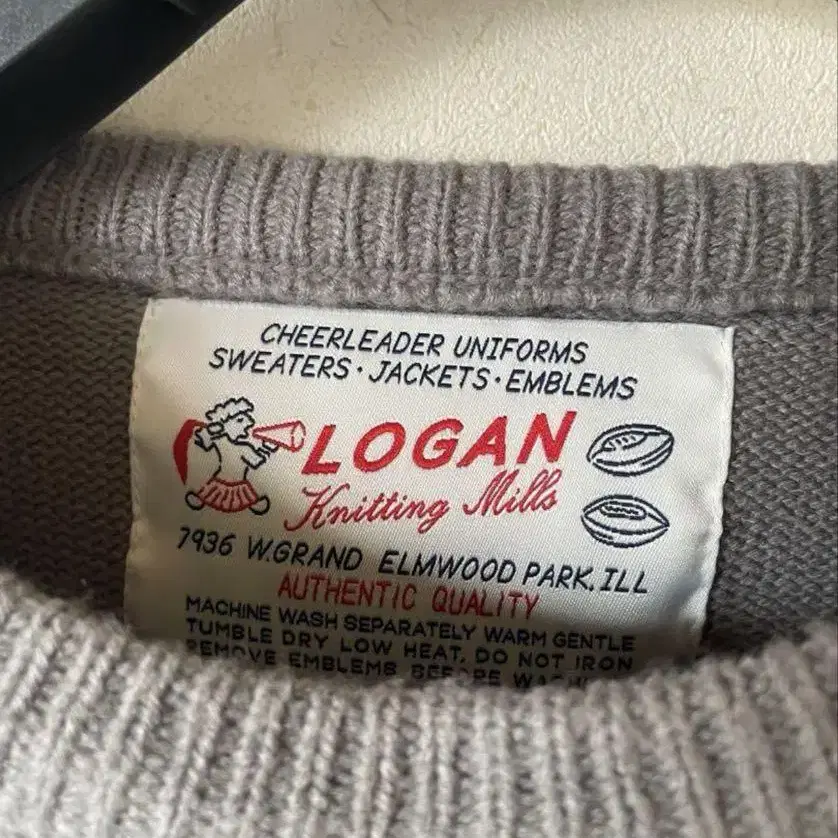 CHEERLEADER UNIFORMS
SWEATERS · JACKETS · EMBLEMS
LOGAN
Knitting Mills
7936 W.GRAND ELMWOOD PARK. ILL
AUTHENTIC QUALITY
MACHINE WASH SEPARATELY WARM GENTLE
TUMBLE DRY LOW HEAT, DO NOT IRON
REMOVE EMBLEMS BEFORE